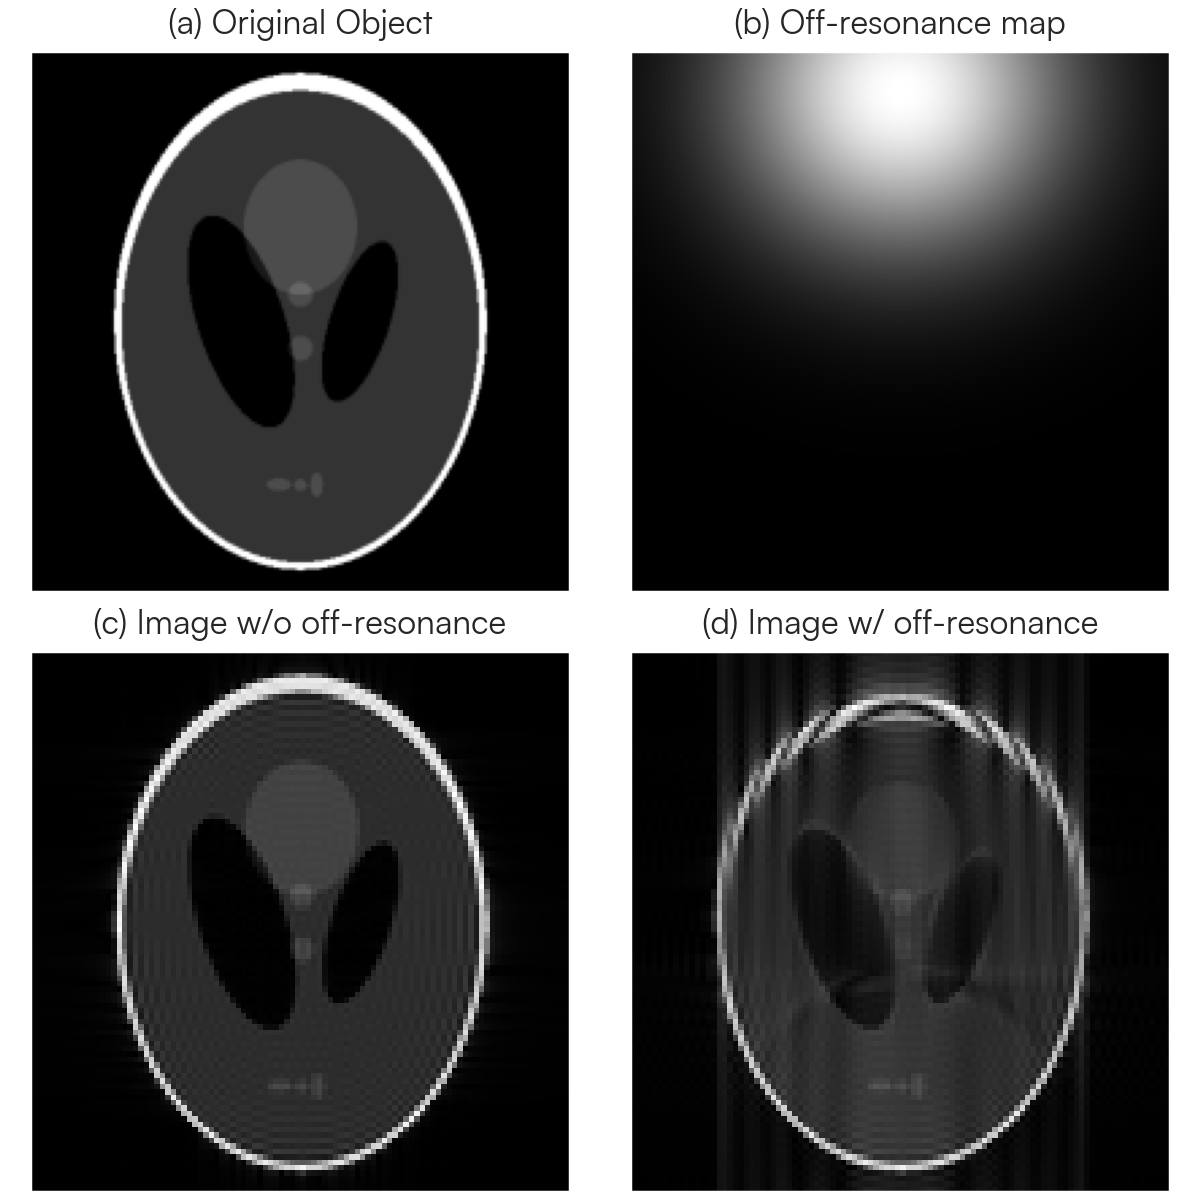 (a) Original Object
(b) Off-resonance map
(c) Image w/o off-resonance
(d) Image w/ off-resonance